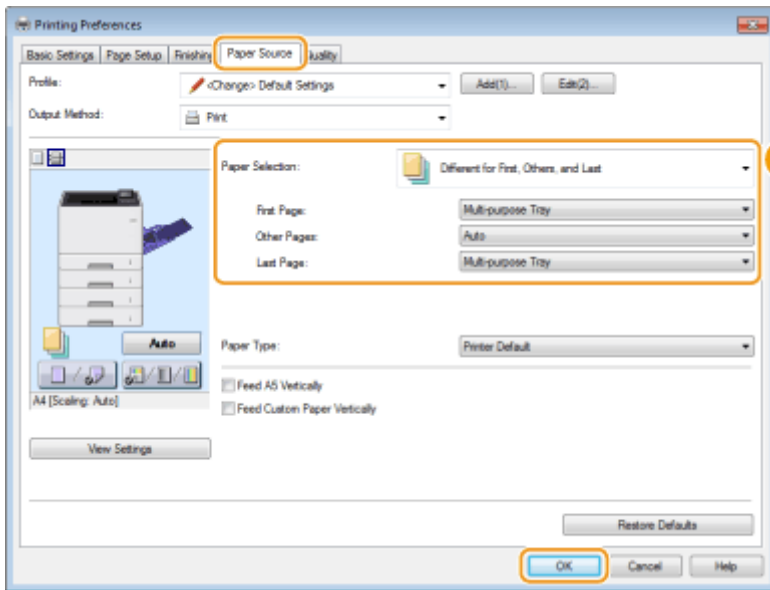 Printing Preferences
Basic Settings Page Setup Finishing Paper Source Quality
Profile: <Change> Default Settings Add(1)... Edit(2)...
Output Method: Print
Paper Selection: Different for First, Others, and Last
First Page: Multi-purpose Tray
Other Pages: Auto
Last Page: Multi-purpose Tray
Auto
Paper Type: Printer Default
Feed A5 Vertically
A4 [Scaling: Auto]
Feed Custom Paper Vertically
View Settings
Restore Defaults
OK Cancel Help